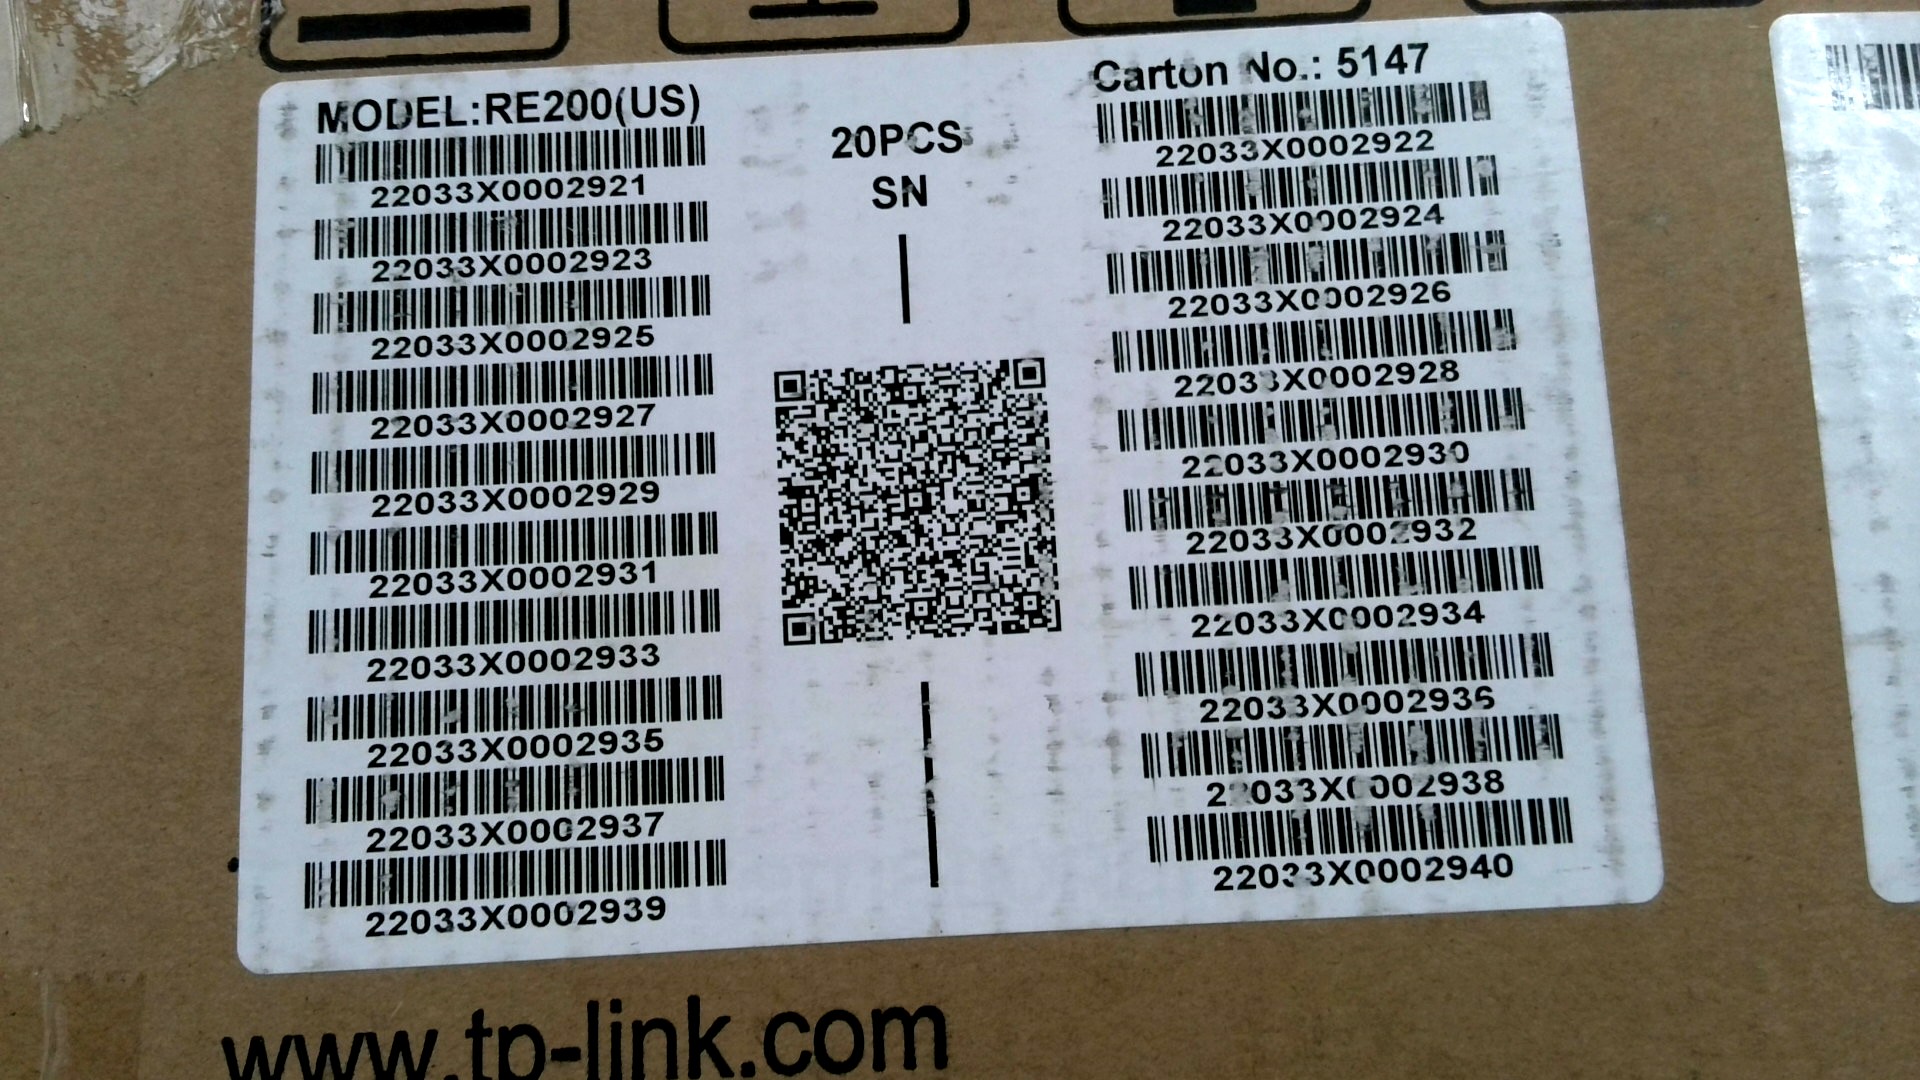 MODEL:RE200(US)
22033X0002921
22033X0002923
22033X0002925
22033X0002927
22033X0002929
22033X0002931
22033X0002933
22033X0002935
22033X0002937
22033X0002939
20PCS
SN
Carton No.: 5147
22033X0002922
22033X0002924
22033X0002926
22033X0002928
22033X0002930
22033X0002932
22033X0002934
22033X0002936
22033X0002938
22033X0002940
www.tp-link.com